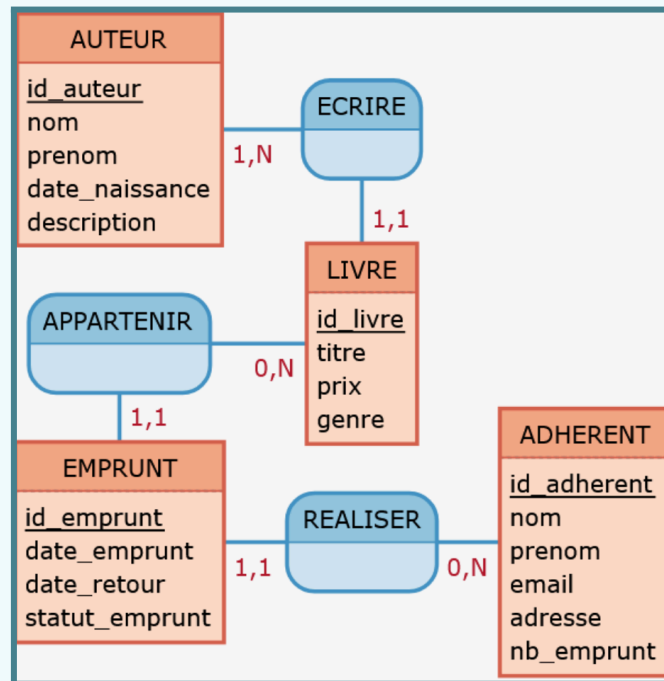 AUTEUR
id_auteur
nom
prenom
date_naissance
description
1,N
ECRIRE
1,1
LIVRE
id_livre
titre
prix
genre
APPARTENIR
0,N
1,1
EMPRUNT
id_emprunt
date_emprunt
date_retour
statut_emprunt
1,1
REALISER
0,N
ADHERENT
id_adherent
nom
prenom
email
adresse
nb_emprunt